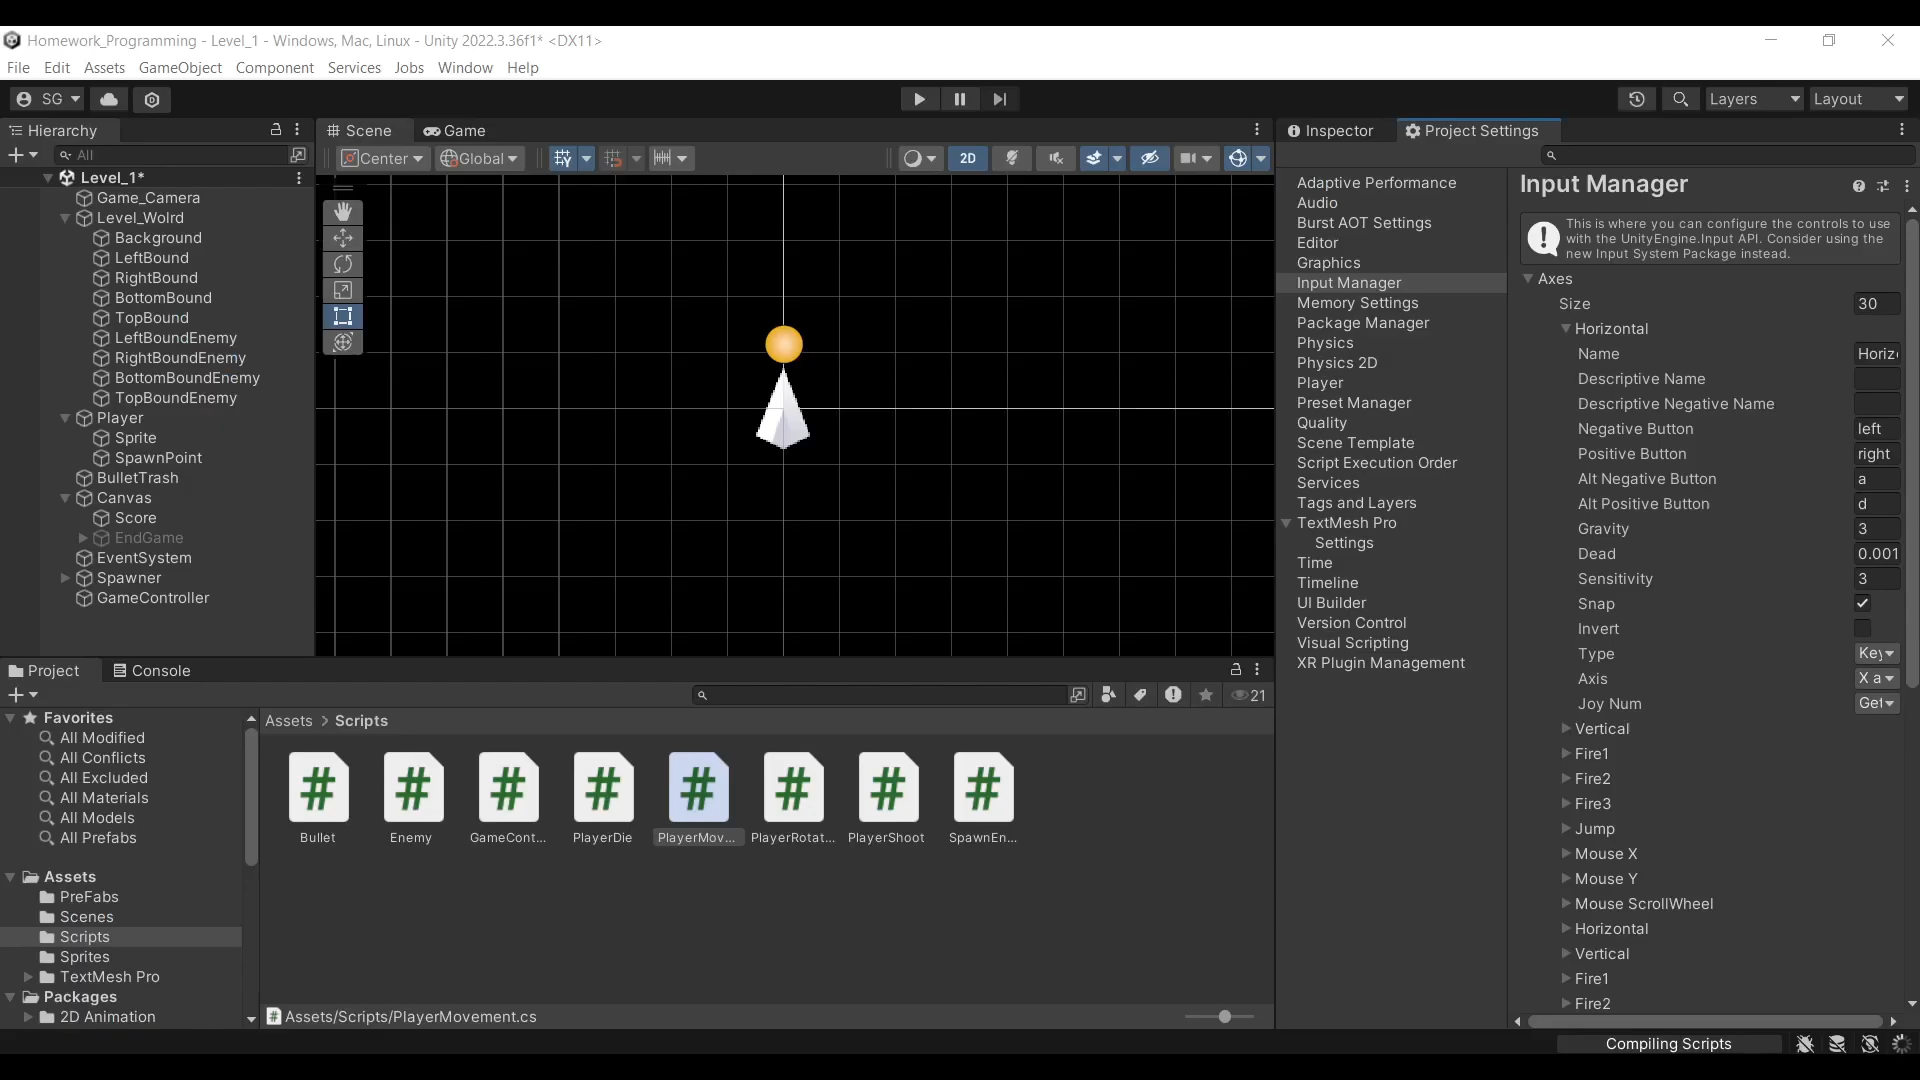 Homework_Programming - Level_1 - Windows, Mac, Linux - Unity 2022.3.36f1* <DX11>
File Edit Assets GameObject Component Services Jobs Window Help
SG
Layers
Layout
Hierarchy
All
Level_1*
Game_Camera
Level_Wolrd
Background
LeftBound
RightBound
BottomBound
TopBound
LeftBoundEnemy
RightBoundEnemy
BottomBoundEnemy
TopBoundEnemy
Player
Sprite
SpawnPoint
BulletTrash
Canvas
Score
EndGame
EventSystem
Spawner
GameController
Scene
Game
Center
Global
2D
Inspector
Project Settings
Adaptive Performance
Audio
Burst AOT Settings
Editor
Graphics
Input Manager
Memory Settings
Package Manager
Physics
Physics 2D
Player
Preset Manager
Quality
Scene Template
Script Execution Order
Services
Tags and Layers
TextMesh Pro
Settings
Time
Timeline
UI Builder
Version Control
Visual Scripting
XR Plugin Management
Input Manager
This is where you can configure the controls to use
with the UnityEngine.Input API. Consider using the
new Input System Package instead.
Axes
Size 30
Horizontal
Name Horiz
Descriptive Name
Descriptive Negative Name
Negative Button left
Positive Button right
Alt Negative Button a
Alt Positive Button d
Gravity 3
Dead 0.001
Sensitivity 3
Snap
Invert
Type Key
Axis X a
Joy Num Get
Vertical
Fire1
Fire2
Fire3
Jump
Mouse X
Mouse Y
Mouse ScrollWheel
Horizontal
Vertical
Fire1
Fire2
Project
Console
21
Favorites
All Modified
All Conflicts
All Excluded
All Materials
All Models
All Prefabs
Assets
PreFabs
Scenes
Scripts
Sprites
TextMesh Pro
Packages
2D Animation
Assets > Scripts
Bullet
Enemy
GameCont...
PlayerDie
PlayerMov...
PlayerRotat...
PlayerShoot
SpawnEn...
Assets/Scripts/PlayerMovement.cs
Compiling Scripts